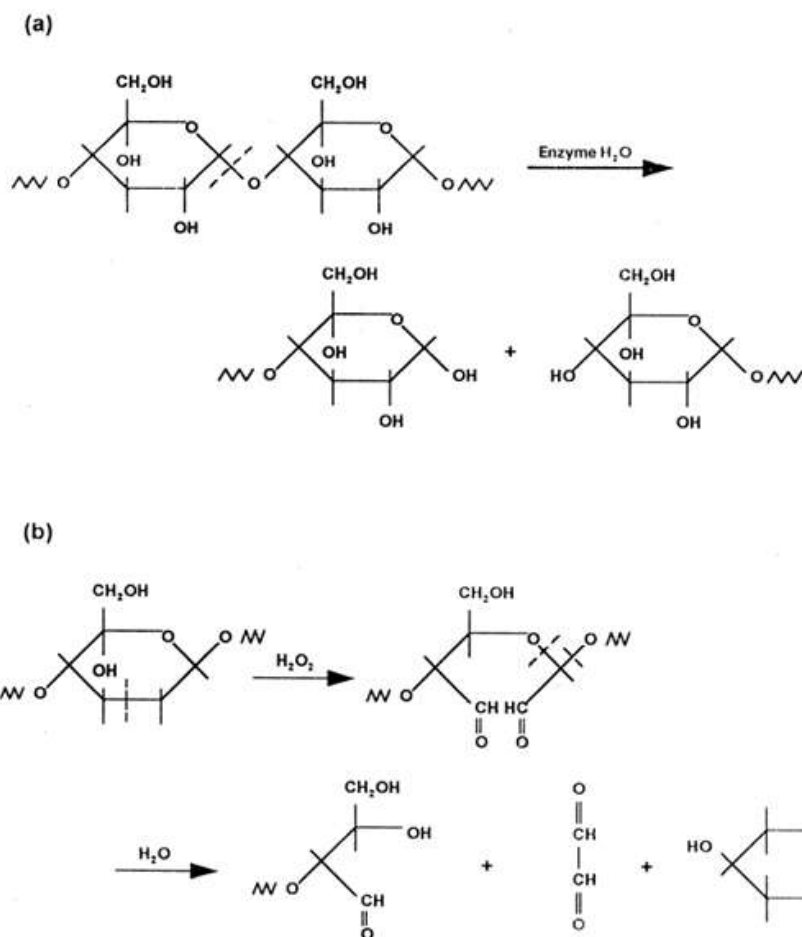 (a)
CH₂OH CH₂OH
O O
OH OH
O O O
OH OH
Enzyme H₂O
CH₂OH CH₂OH
O O
OH + OH
O OH HO O
OH OH
(b)
CH₂OH CH₂OH
O O O O
OH H₂O₂
O O CH HC
O O
CH₂OH O
H₂O OH CH HO
+ +
O CH CH
O O